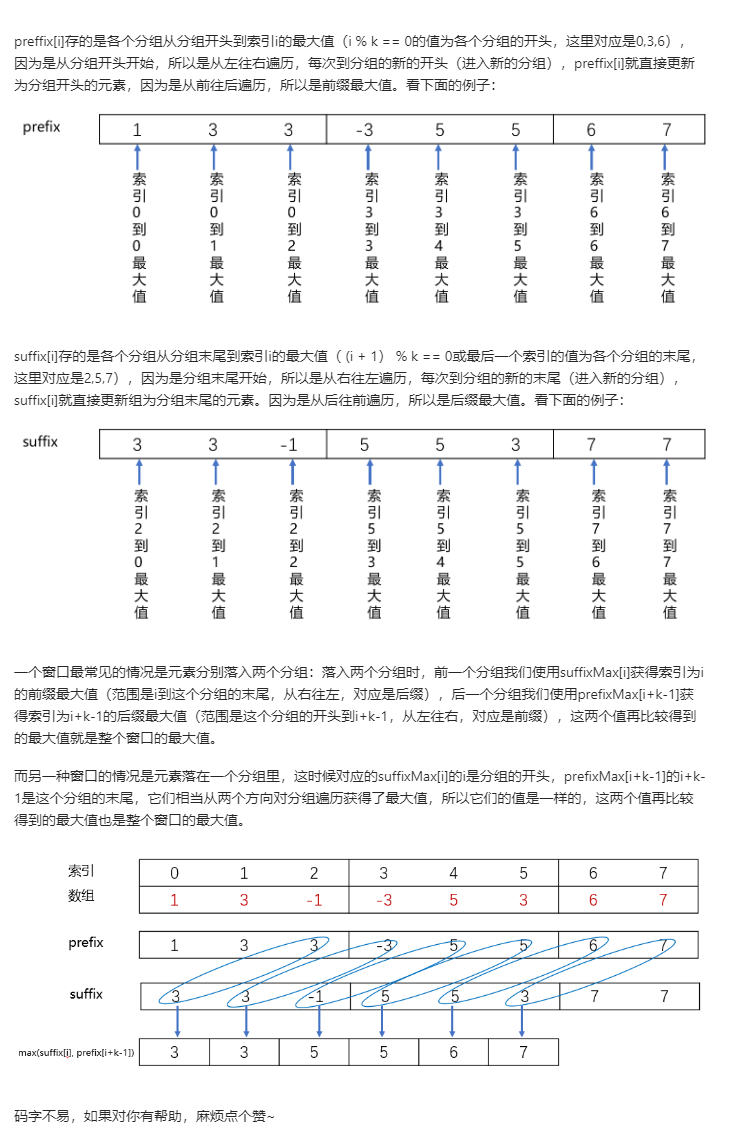 preffix[i]存的是各个分组从分组开头到索引i的最大值（i % k == 0的值为各个分组的开头，这里对应是0,3,6），
因为是从分组开头开始，所以是从左往右遍历，每次到分组的新的开头（进入新的分组），preffix[i]就直接更新
为分组开头的元素，因为是从前往后遍历，所以是前缀最大值。看下面的例子：
prefix 1 3 3 -3 5 5 6 7
索引0到0最大值
索引0到1最大值
索引0到2最大值
索引3到3最大值
索引3到4最大值
索引3到5最大值
索引6到6最大值
索引6到7最大值
suffix[i]存的是各个分组从分组末尾到索引i的最大值（ (i + 1） % k == 0或最后一个索引的值为各个分组的末尾，
这里对应是2,5,7），因为是分组末尾开始，所以是从右往左遍历，每次到分组的新的末尾（进入新的分组），
suffix[i]就直接更新组为分组末尾的元素。因为是从后往前遍历，所以是后缀最大值。看下面的例子：
suffix 3 3 -1 5 5 3 7 7
索引2到0最大值
索引2到1最大值
索引2到2最大值
索引5到3最大值
索引5到4最大值
索引5到5最大值
索引7到6最大值
索引7到7最大值
一个窗口最常见的情况是元素分别落入两个分组：落入两个分组时，前一个分组我们使用suffixMax[i]获得索引为i
的前缀最大值（范围是i到这个分组的末尾，从右往左，对应是后缀），后一个分组我们使用prefixMax[i+k-1]获
得索引为i+k-1的后缀最大值（范围是这个分组的开头到i+k-1，从左往右，对应是前缀），这两个值再比较得到
的最大值就是整个窗口的最大值。
而另一种窗口的情况是元素落在一个分组里，这时候对应的suffixMax[i]的i是分组的开头，prefixMax[i+k-1]的i+k-
1是这个分组的末尾，它们相当从两个方向对分组遍历获得了最大值，所以它们的值是一样的，这两个值再比较
得到的最大值也是整个窗口的最大值。
索引 0 1 2 3 4 5 6 7
数组 1 3 -1 -3 5 3 6 7
prefix 1 3 3 -3 5 5 6 7
suffix 3 3 -1 5 5 3 7 7
max(suffix[i], prefix[i+k-1]) 3 3 5 5 6 7
码字不易，如果对你有帮助，麻烦点个赞~